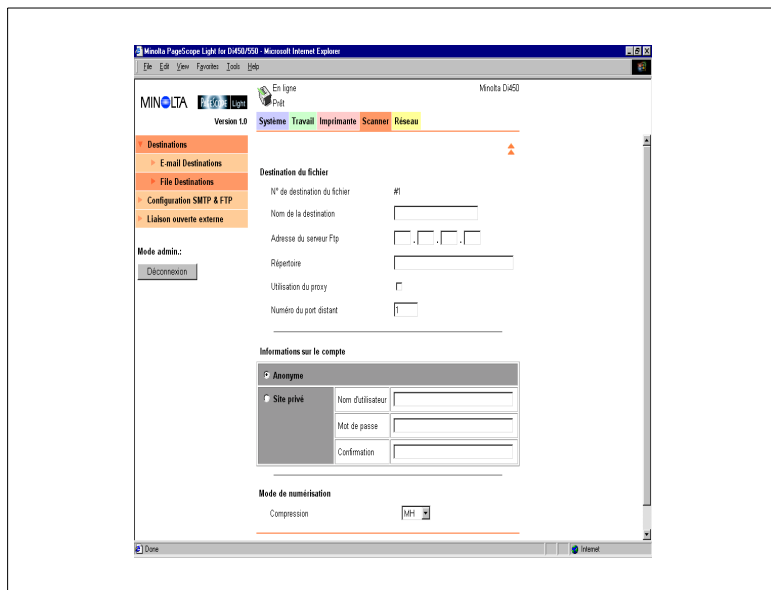 Minolta PageScope Light for Di450/550 - Microsoft Internet Explorer
File Edit View Favorites Tools Help
MINOLTA PAGESCOPE Light
Version 1.0
En ligne
Prêt
Minolta Di450
Système Travail Imprimante Scanner Réseau
Destinations
E-mail Destinations
File Destinations
Configuration SMTP & FTP
Liaison ouverte externe
Mode admin.:
Déconnexion
Destination du fichier
N° de destination du fichier #1
Nom de la destination
Adresse du serveur Ftp . . .
Répertoire
Utilisation du proxy
Numéro du port distant 1
Informations sur le compte
Anonyme
Site privé Nom d'utilisateur
Mot de passe
Confirmation
Mode de numérisation
Compression MH
Done Internet